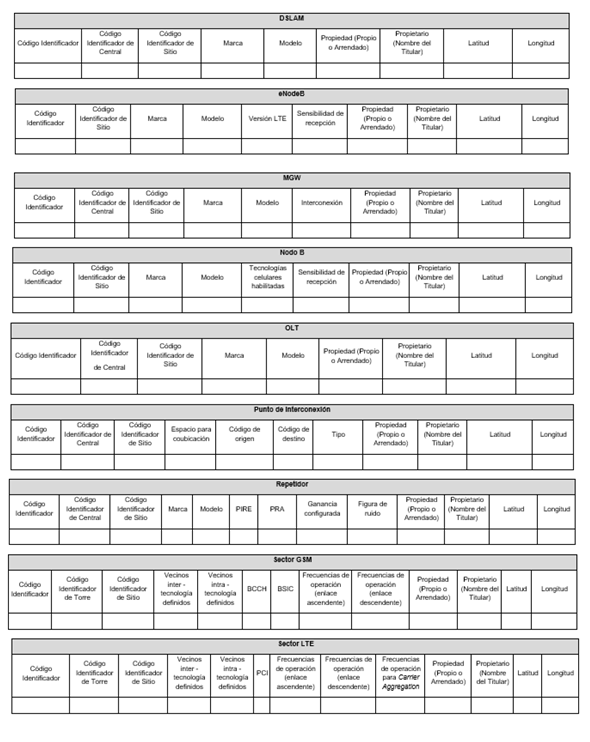 DSLAM
Código Identificador | Código Identificador de Central | Código Identificador de Sitio | Marca | Modelo | Propiedad (Propio o Arrendado) | Propietario (Nombre del Titular) | Latitud | Longitud
eNodeB
Código Identificador | Código Identificador de Sitio | Marca | Modelo | Versión LTE | Sensibilidad de recepción | Propiedad (Propio o Arrendado) | Propietario (Nombre del Titular) | Latitud | Longitud
MGW
Código Identificador | Código Identificador de Central | Código Identificador de Sitio | Marca | Modelo | Interconexión | Propiedad (Propio o Arrendado) | Propietario (Nombre del Titular) | Latitud | Longitud
Nodo B
Código Identificador | Código Identificador de Sitio | Marca | Modelo | Tecnologías celulares habilitadas | Sensibilidad de recepción | Propiedad (Propio o Arrendado) | Propietario (Nombre del Titular) | Latitud | Longitud
OLT
Código Identificador | Código Identificador de Central | Código Identificador de Sitio | Marca | Modelo | Propiedad (Propio o Arrendado) | Propietario (Nombre del Titular) | Latitud | Longitud
Punto de Interconexión
Código Identificador | Código Identificador de Central | Código Identificador de Sitio | Espacio para coubicación | Código de origen | Código de destino | Tipo | Propiedad (Propio o Arrendado) | Propietario (Nombre del Titular) | Latitud | Longitud
Repetidor
Código Identificador | Código Identificador de Central | Código Identificador de Sitio | Marca | Modelo | PIRE | PRA | Ganancia configurada | Figura de ruido | Propiedad (Propio o Arrendado) | Propietario (Nombre del Titular) | Latitud | Longitud
Sector GSM
Código Identificador | Código Identificador de Torre | Código Identificador de Sitio | Vecinos inter - tecnología definidos | Vecinos intra - tecnología definidos | BCCH | BSIC | Frecuencias de operación (enlace ascendente) | Frecuencias de operación (enlace descendente) | Propiedad (Propio o Arrendado) | Propietario (Nombre del Titular) | Latitud | Longitud
Sector LTE
Código Identificador | Código Identificador de Torre | Código Identificador de Sitio | Vecinos inter - tecnología definidos | Vecinos intra - tecnología definidos | PCI | Frecuencias de operación (enlace ascendente) | Frecuencias de operación (enlace descendente) | Frecuencias de operación para Carrier Aggregation | Propiedad (Propio o Arrendado) | Propietario (Nombre del Titular) | Latitud | Longitud